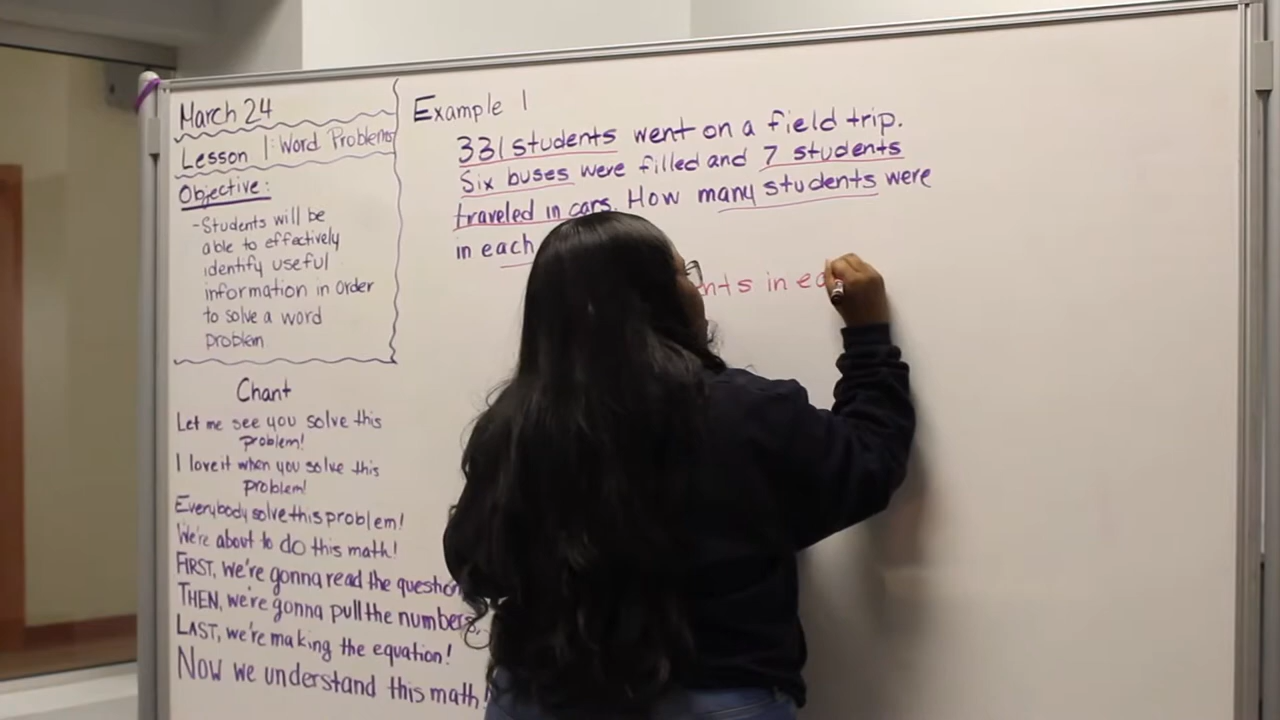 March 24
Lesson 1: Word Problems
Objective:
-Students will be
able to effectively
identify useful
information in order
to solve a word
problem
Chant
Let me see you solve this
problem!
I love it when you solve this
problem!
Everybody solve this problem!
We're about to do this math!
FIRST, we're gonna read the question
THEN, we're gonna pull the numbers,
LAST, we're making the equation!
NOW we understand this math!
Example 1
331 students went on a field trip.
Six buses were filled and 7 students
traveled in cars. How many students were
in each
nts in ea